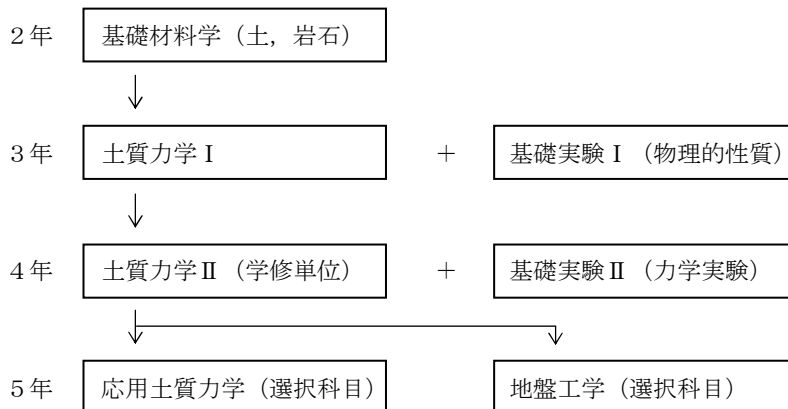 ２年 基礎材料学（土，岩石）
３年 土質力学Ⅰ ＋ 基礎実験Ⅰ（物理的性質）
４年 土質力学Ⅱ（学修単位） ＋ 基礎実験Ⅱ（力学実験）
５年 応用土質力学（選択科目） 地盤工学（選択科目）